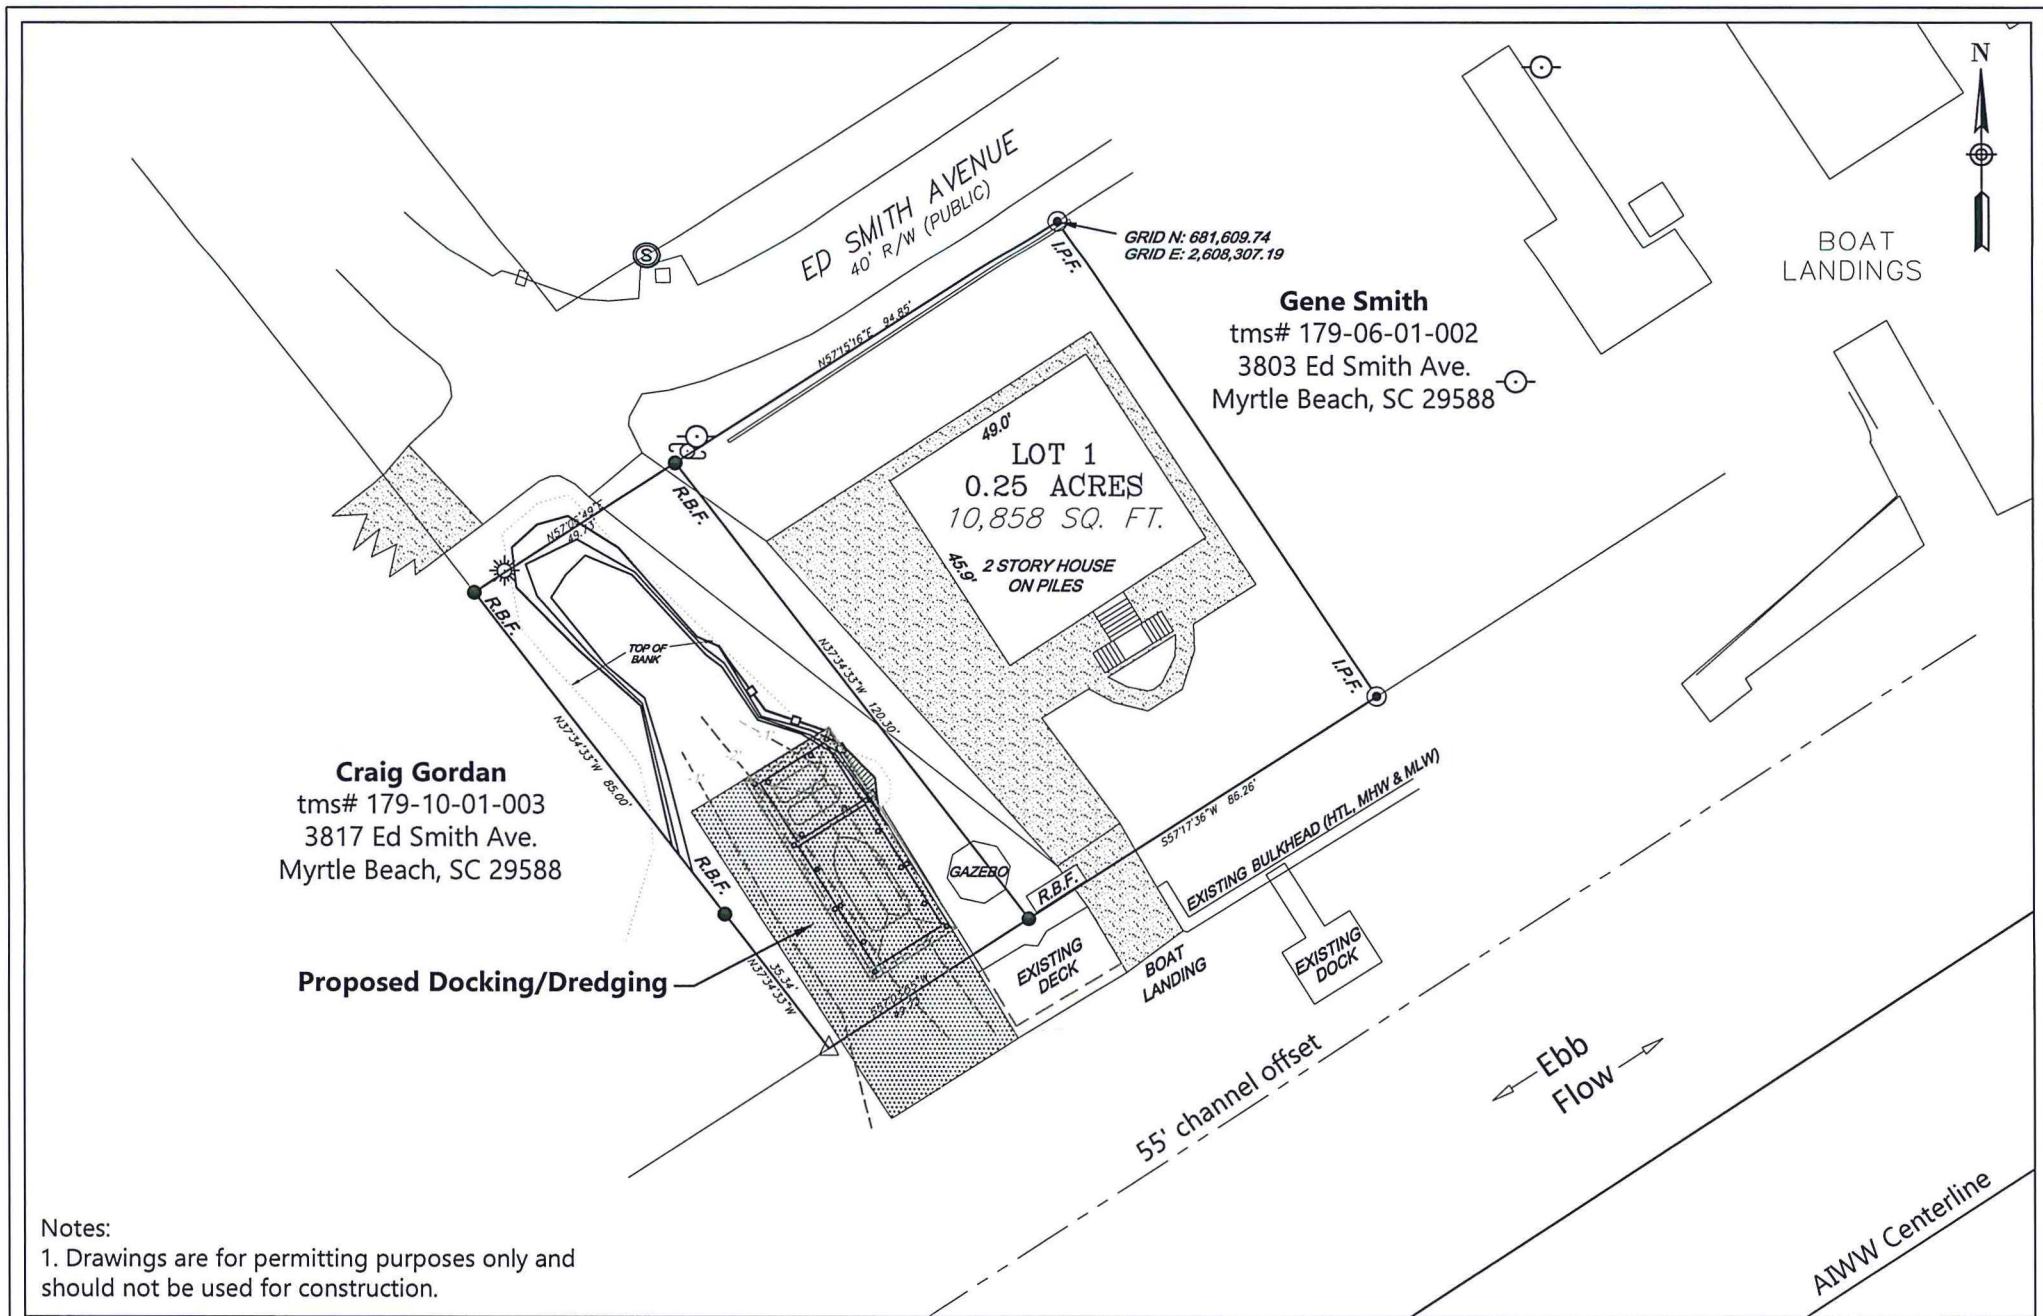 N
ED SMITH AVENUE
40' R/W (PUBLIC)
S
GRID N: 681,609.74
GRID E: 2,608,307.19
I.P.F.
BOAT
LANDINGS
Gene Smith
tms# 179-06-01-002
3803 Ed Smith Ave.
Myrtle Beach, SC 29588
N57°15'16"E 94.85'
49.0'
LOT 1
0.25 ACRES
10,858 SQ. FT.
45.9'
2 STORY HOUSE
ON PILES
R.B.F.
49.73'
R.B.F.
TOP OF
BANK
N37°34'33"W 120.30'
I.P.F.
N37°34'33"W 85.00'
Craig Gordan
tms# 179-10-01-003
3817 Ed Smith Ave.
Myrtle Beach, SC 29588
S57°17'36"W 86.26'
EXISTING BULKHEAD (HTL, MHW & MLW)
R.B.F.
GAZEBO
R.B.F.
Proposed Docking/Dredging
35.34'
N37°34'33"W
EXISTING
DECK
BOAT
LANDING
EXISTING
DOCK
55' channel offset
Ebb
Flow
AIWW Centerline
Notes:
1. Drawings are for permitting purposes only and
should not be used for construction.